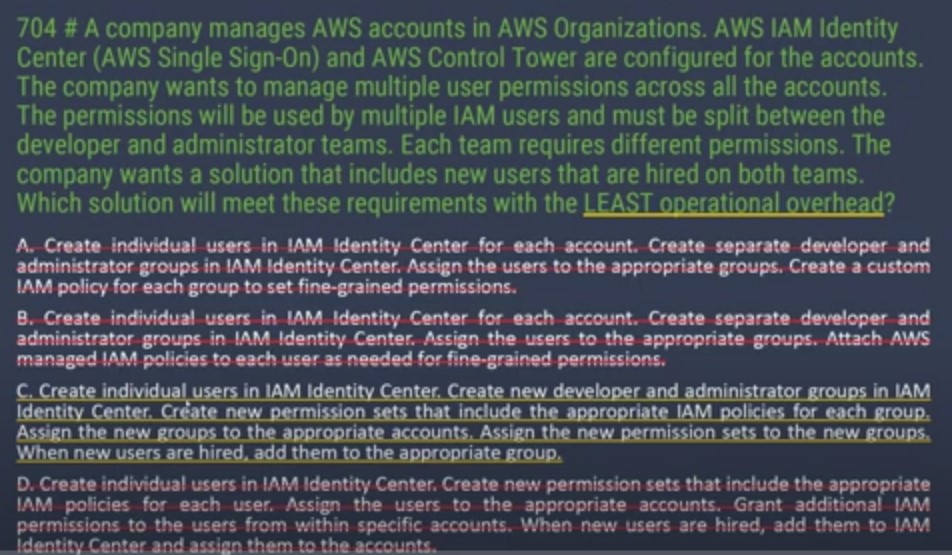 704 # A company manages AWS accounts in AWS Organizations. AWS IAM Identity
Center (AWS Single Sign-On) and AWS Control Tower are configured for the accounts.
The company wants to manage multiple user permissions across all the accounts.
The permissions will be used by multiple IAM users and must be split between the
developer and administrator teams. Each team requires different permissions. The
company wants a solution that includes new users that are hired on both teams.
Which solution will meet these requirements with the LEAST operational overhead?
A. Create individual users in IAM Identity Center for each account. Create separate developer and
administrator groups in IAM Identity Center. Assign the users to the appropriate groups. Create a custom
IAM policy for each group to set fine-grained permissions.
B. Create individual users in IAM Identity Center for each account. Create separate developer and
administrator groups in IAM Identity Center. Assign the users to the appropriate groups. Attach AWS
managed IAM policies to each user as needed for fine-grained permissions.
C. Create individual users in IAM Identity Center. Create new developer and administrator groups in IAM
Identity Center. Create new permission sets that include the appropriate IAM policies for each group.
Assign the new groups to the appropriate accounts. Assign the new permission sets to the new groups.
When new users are hired, add them to the appropriate group.
D. Create individual users in IAM Identity Center. Create new permission sets that include the appropriate
IAM policies for each user. Assign the users to the appropriate accounts. Grant additional IAM
permissions to the users from within specific accounts. When new users are hired, add them to IAM
Identity Center and assign them to the accounts.